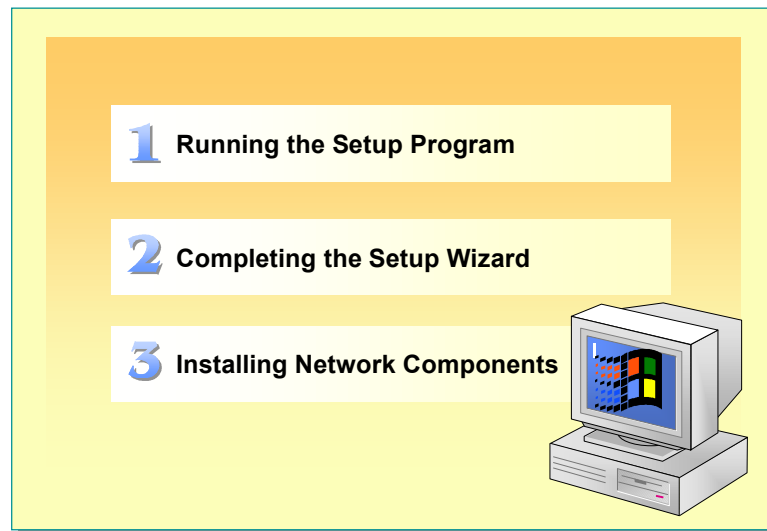 1 Running the Setup Program
2 Completing the Setup Wizard
3 Installing Network Components